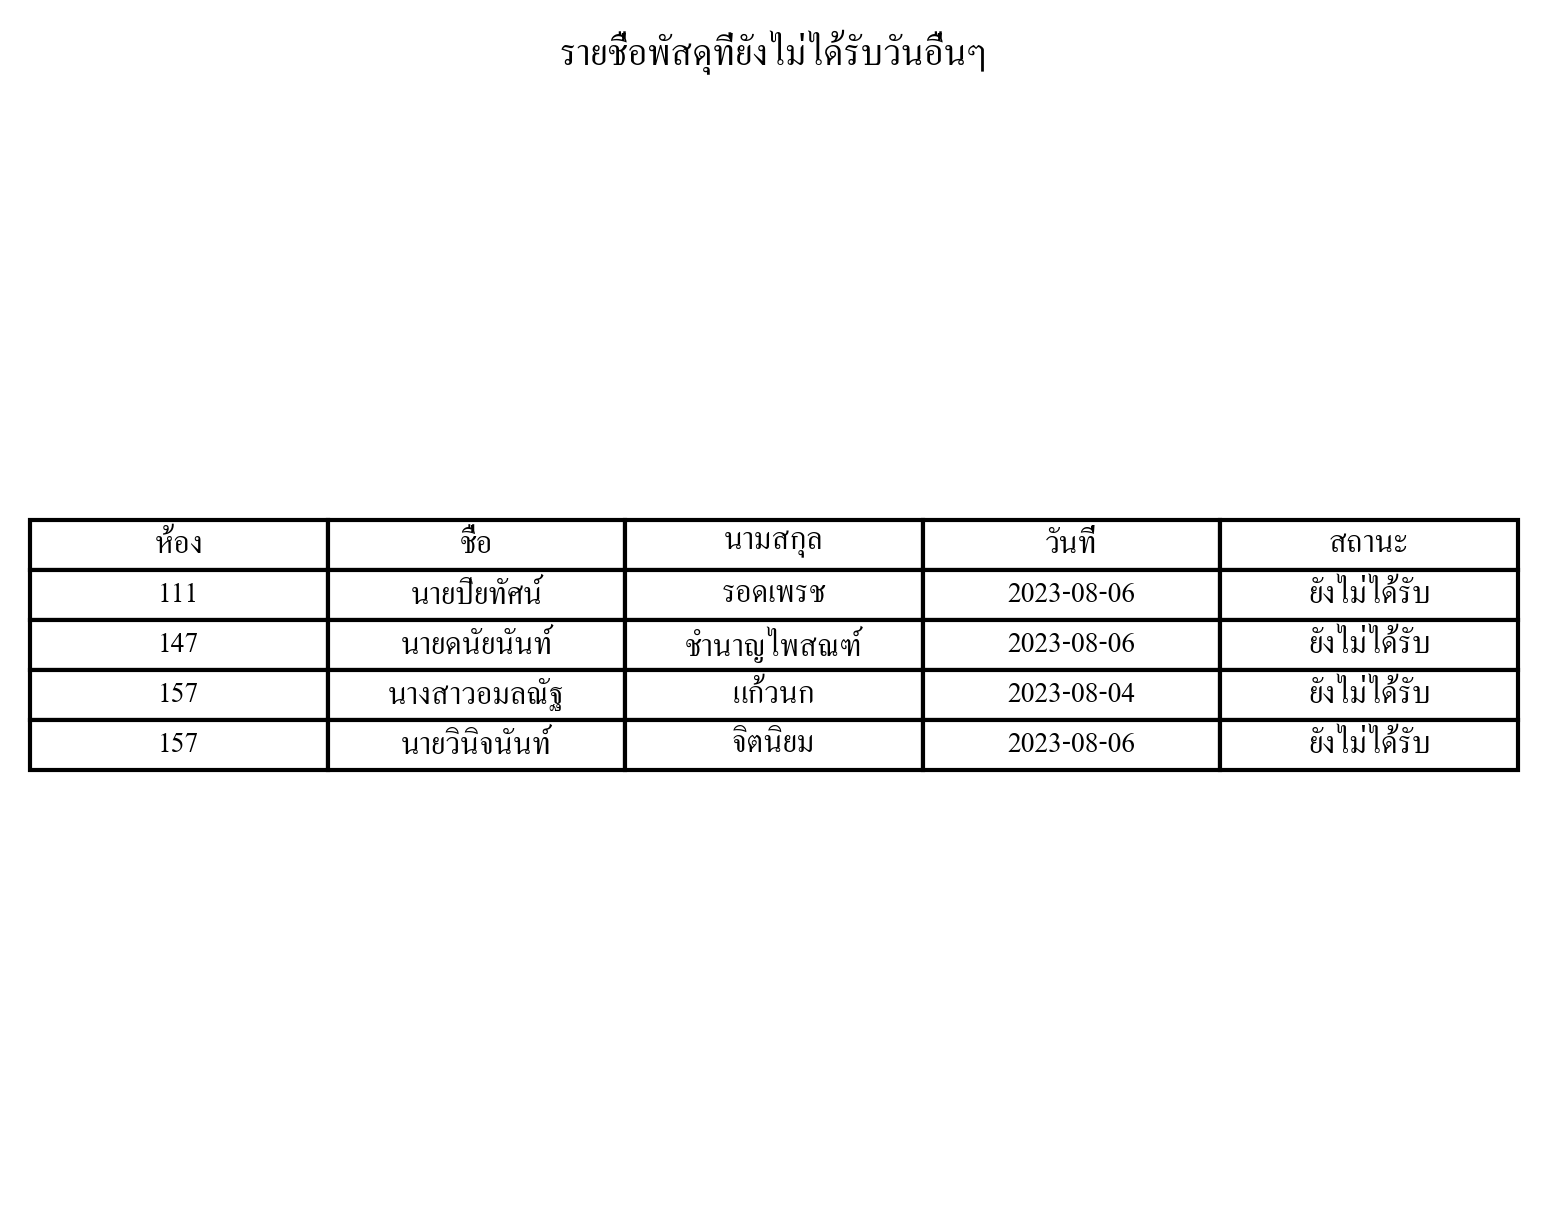 รายชื่อพัสดุที่ยังไม่ได้รับวันอื่นๆ
ห้อง ชื่อ นามสกุล วันที่ สถานะ
111 นายปิยทัศน์ รอดเพรช 2023-08-06 ยังไม่ได้รับ
147 นายดนัยนันท์ ชำนาญไพสณฑ์ 2023-08-06 ยังไม่ได้รับ
157 นางสาวอมลณัฐ แก้วนก 2023-08-04 ยังไม่ได้รับ
157 นายวินิจนันท์ จิตนิยม 2023-08-06 ยังไม่ได้รับ